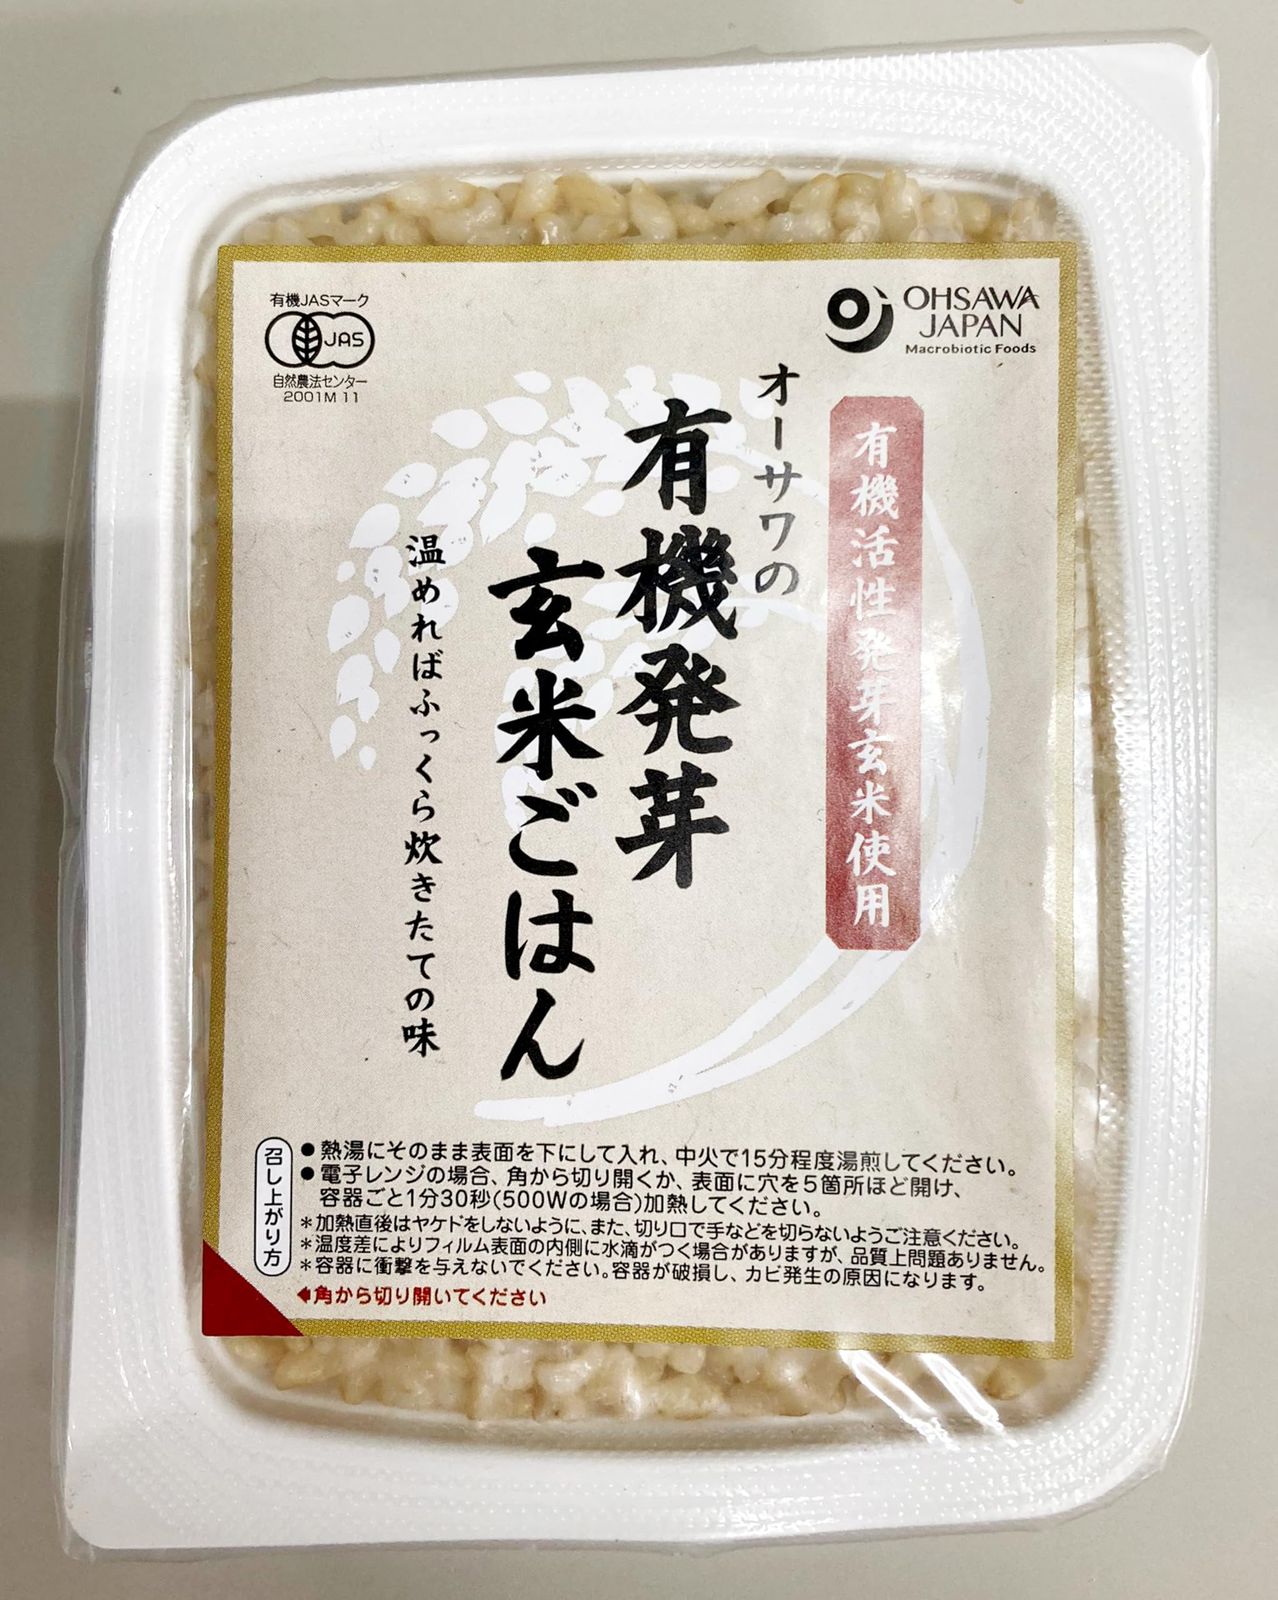 有機JASマーク
JAS
自然農法センター
2001M 11
OHSAWA
JAPAN
Macrobiotic Foods
有機活性発芽玄米使用
オーサワの
有機発芽
玄米ごはん
温めればふっくら炊きたての味
召し上がり方
●熱湯にそのまま表面を下にして入れ、中火で15分程度湯煎してください。
●電子レンジの場合、角から切り開くか、表面に穴を5箇所ほど開け、
容器ごと1分30秒(500Wの場合)加熱してください。
＊加熱直後はヤケドをしないように、また、切り口で手などを切らないようご注意ください。
＊温度差によりフィルム表面の内側に水滴がつく場合がありますが、品質上問題ありません。
＊容器に衝撃を与えないでください。容器が破損し、カビ発生の原因になります。
◀角から切り開いてください